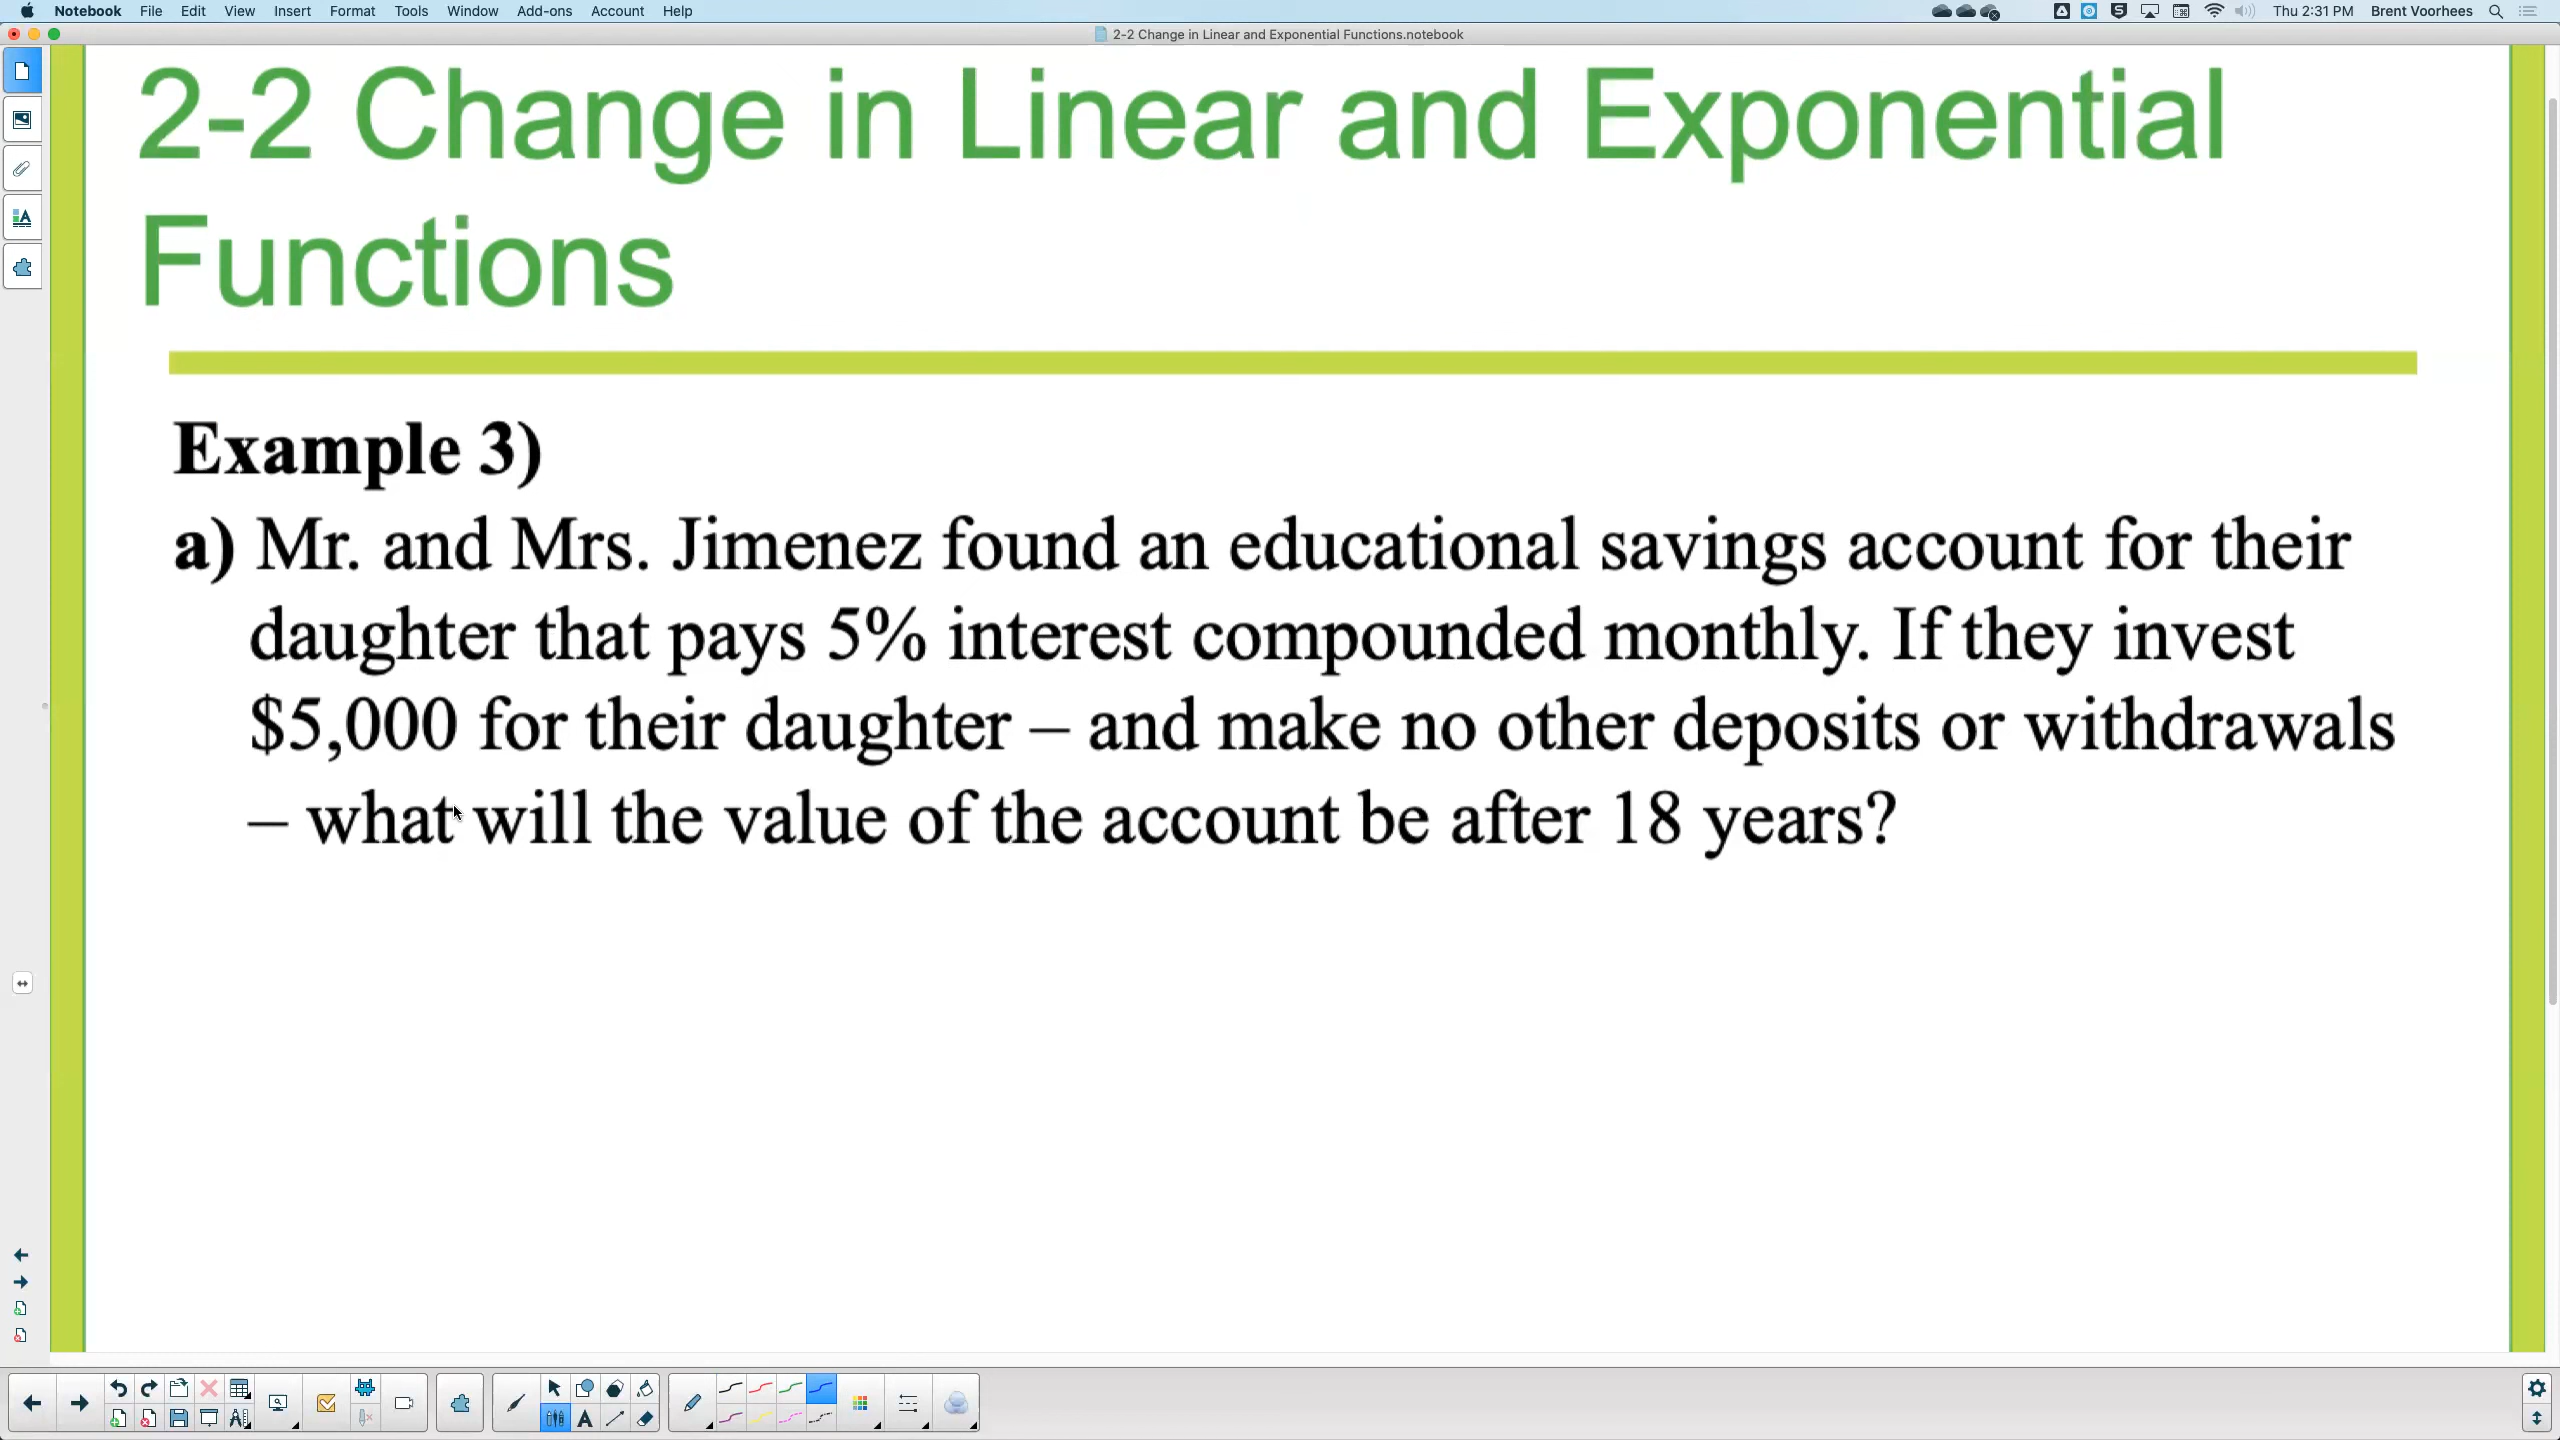 Notebook File Edit View Insert Format Tools Window Add-ons Account Help Thu 2:31 PM Brent Voorhees
2-2 Change in Linear and Exponential Functions.notebook
2-2 Change in Linear and Exponential
Functions
Example 3)
a) Mr. and Mrs. Jimenez found an educational savings account for their
daughter that pays 5% interest compounded monthly. If they invest
$5,000 for their daughter – and make no other deposits or withdrawals
– what will the value of the account be after 18 years?